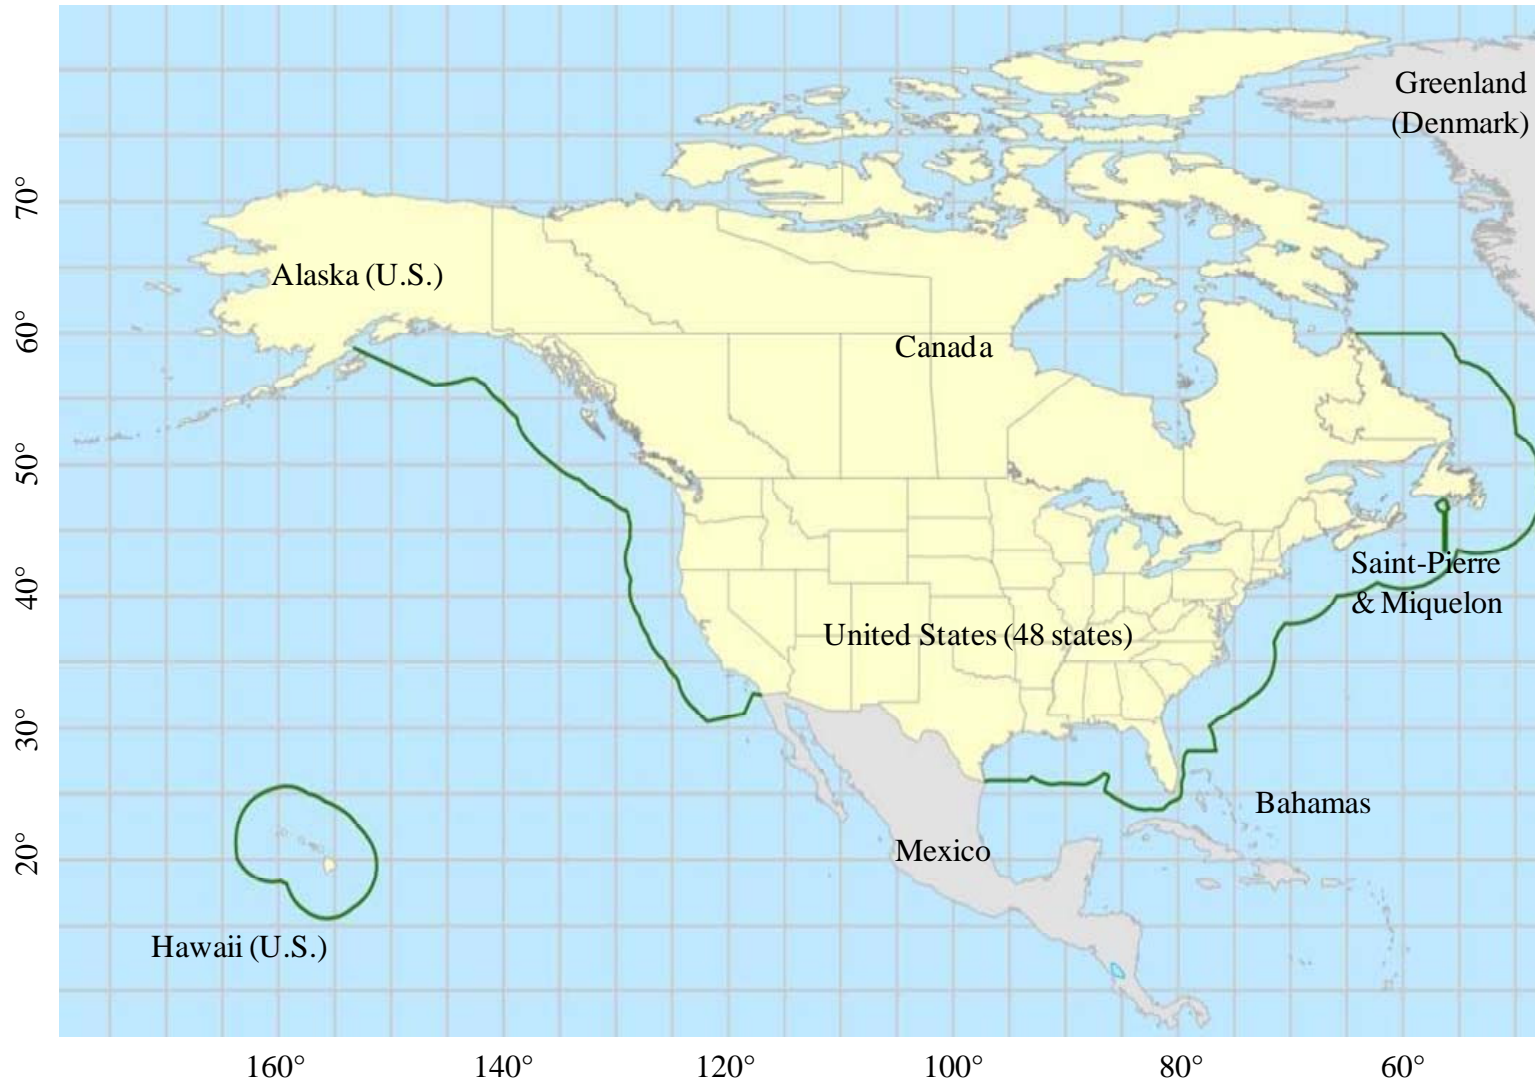 Greenland
(Denmark)
70°
Alaska (U.S.)
60°
Canada
50°
Saint-Pierre
& Miquelon
40°
United States (48 states)
30°
Bahamas
20°
Mexico
Hawaii (U.S.)
160°
140°
120°
100°
80°
60°